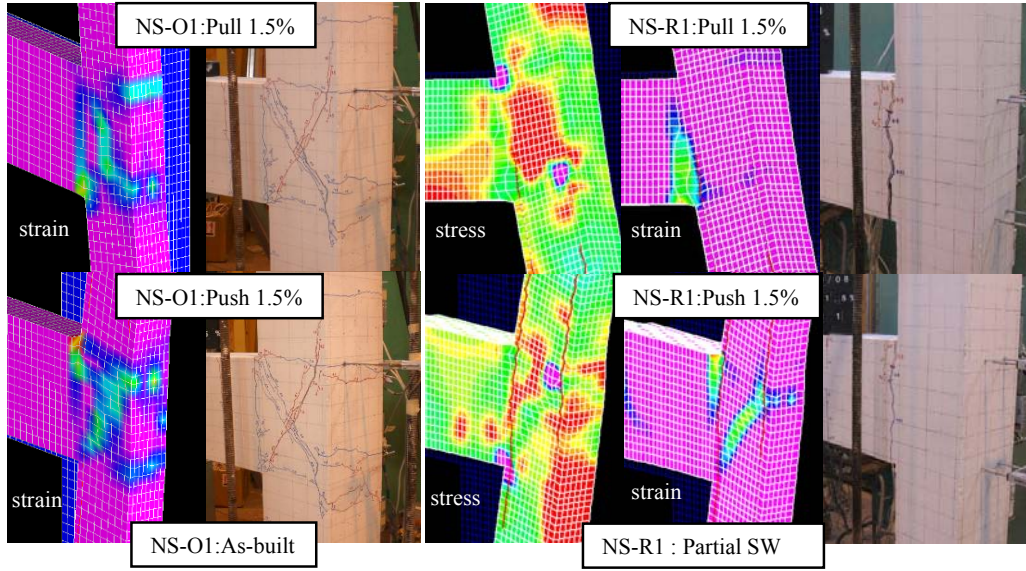 NS-O1:Pull 1.5%
NS-R1:Pull 1.5%
strain
stress
strain
NS-O1:Push 1.5%
NS-R1:Push 1.5%
strain
stress
strain
NS-O1:As-built
NS-R1 : Partial SW